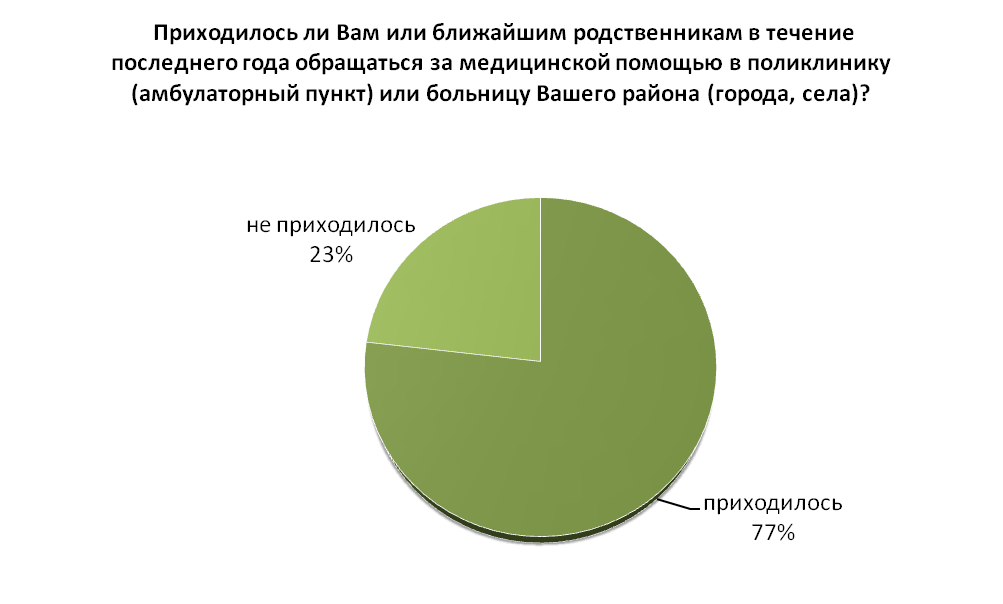 Приходилось ли Вам или ближайшим родственникам в течение
последнего года обращаться за медицинской помощью в поликлинику
(амбулаторный пункт) или больницу Вашего района (города, села)?
не приходилось
23%
приходилось
77%